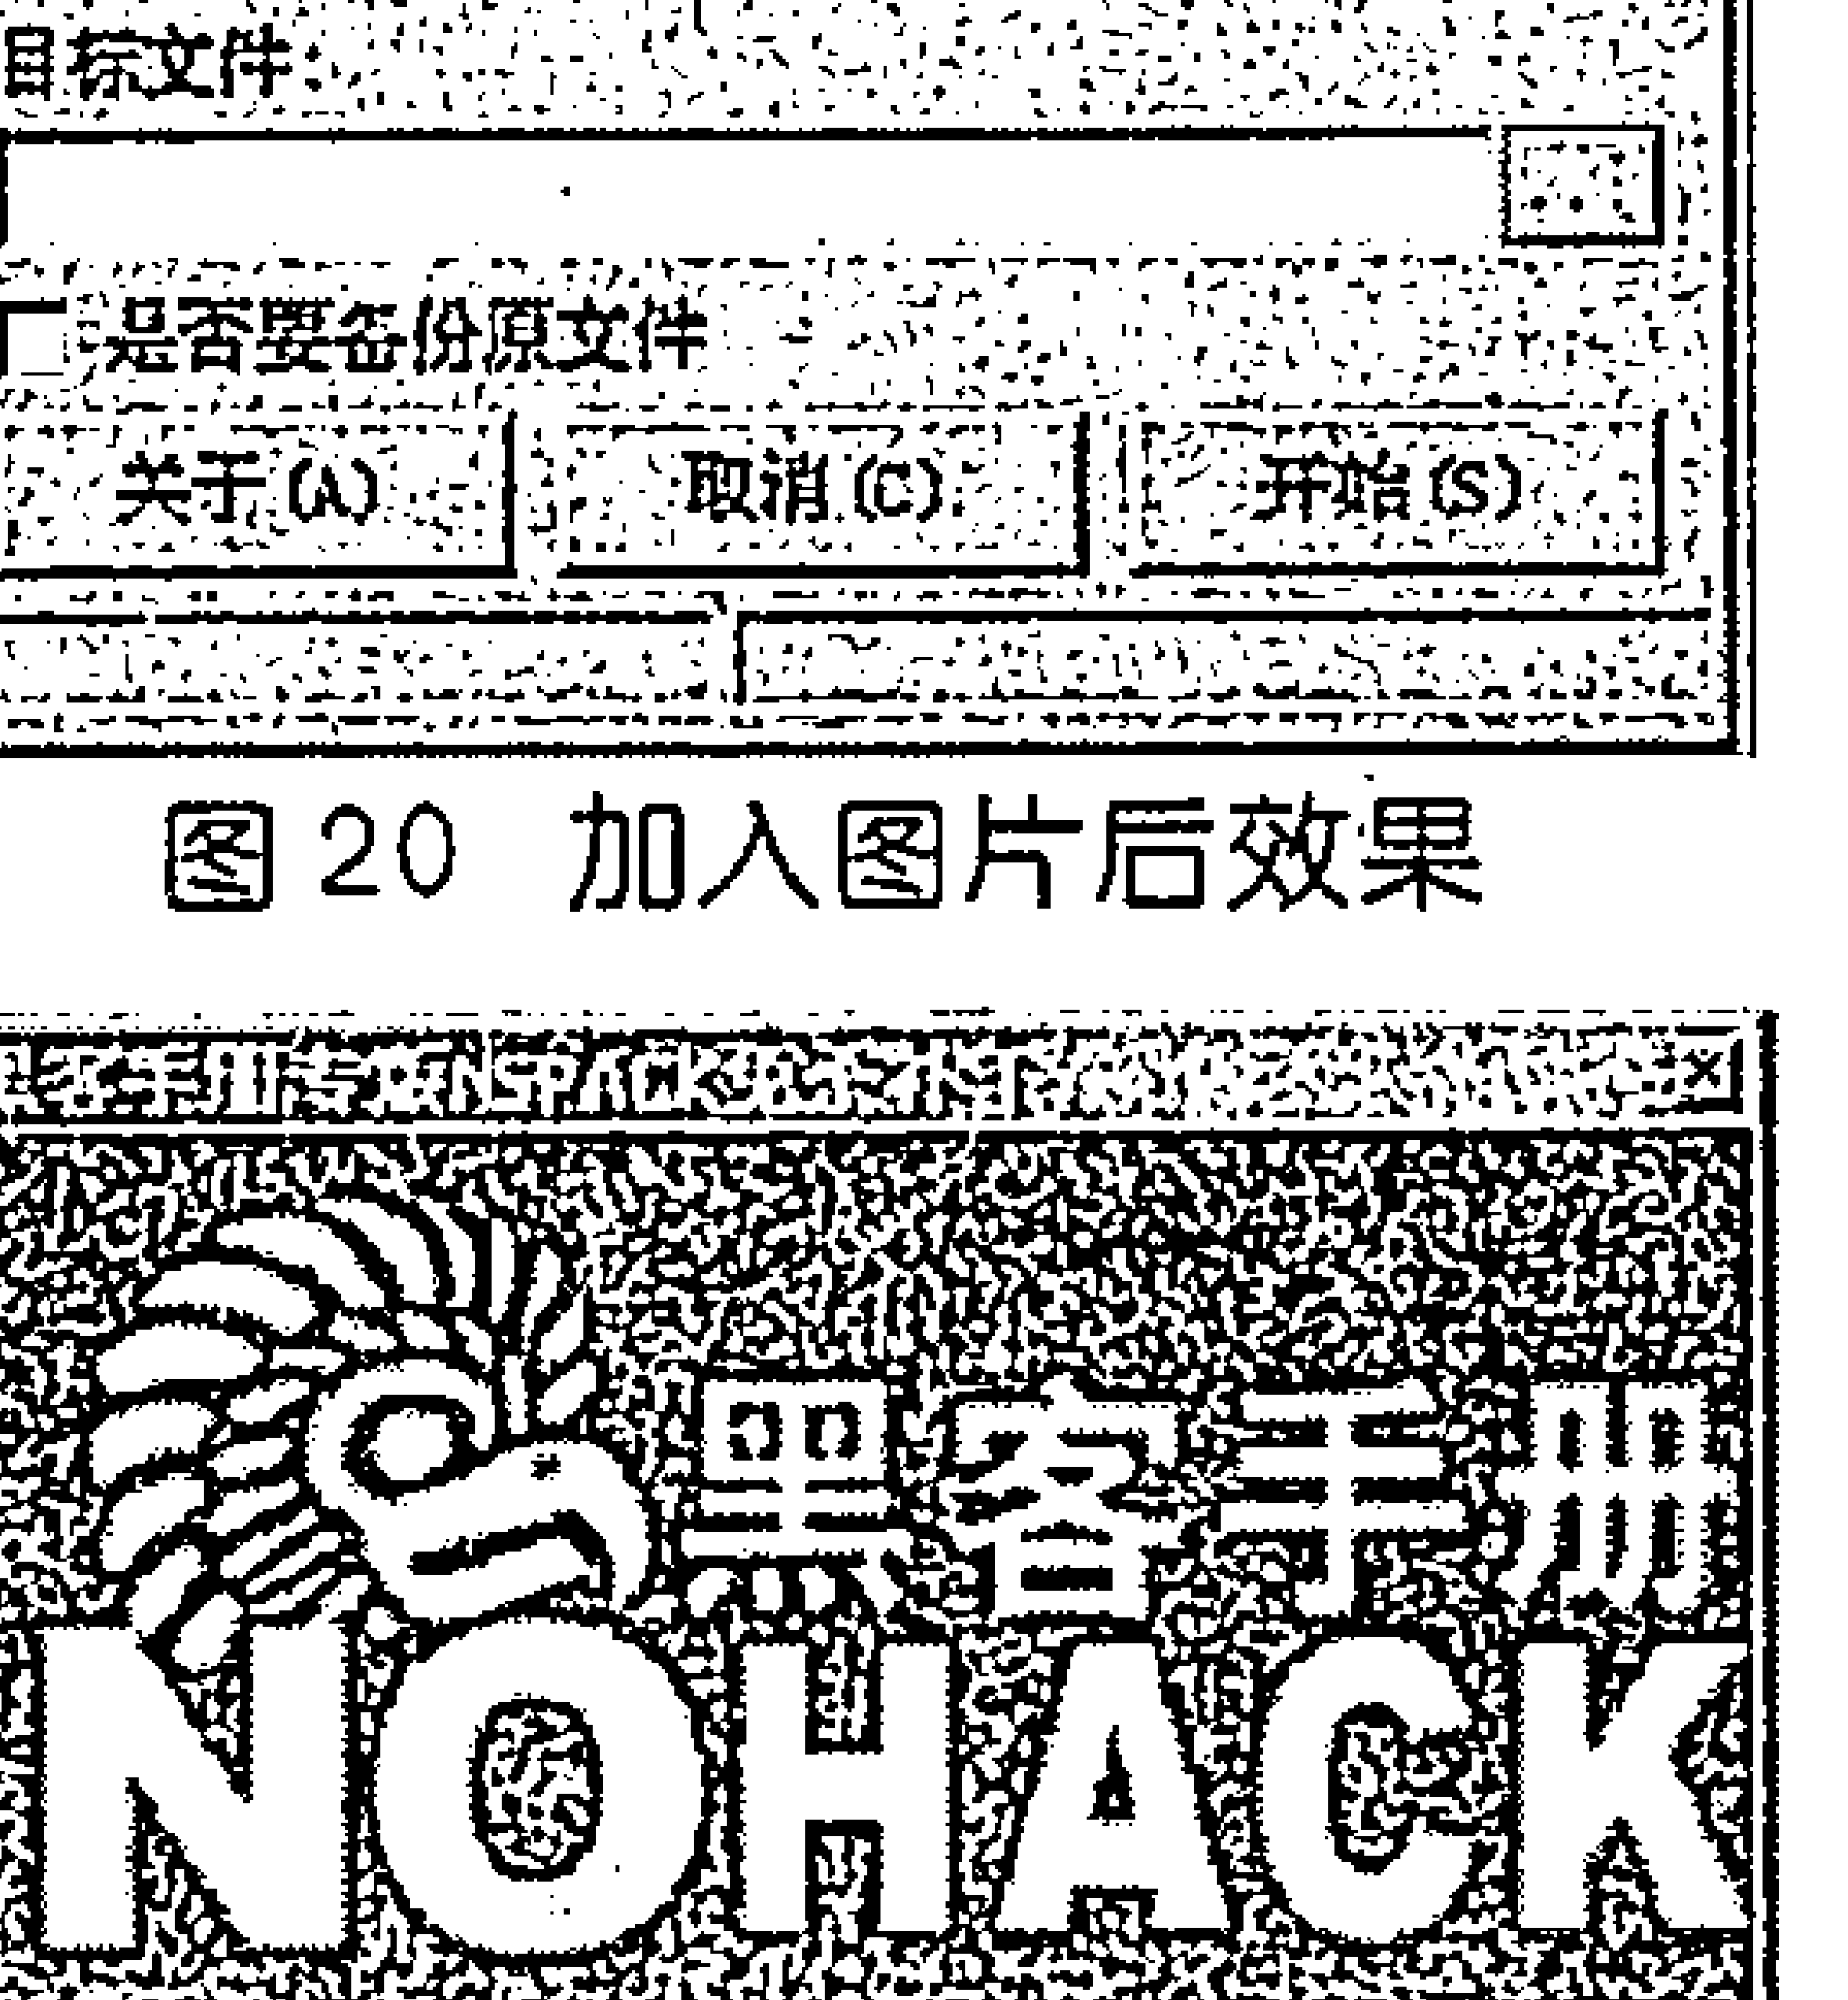 目标文件:
是否要备份原文件
关于(A)
取消(C)
开始(S)
图20 加入图片后效果
黑客手册
NOHACK